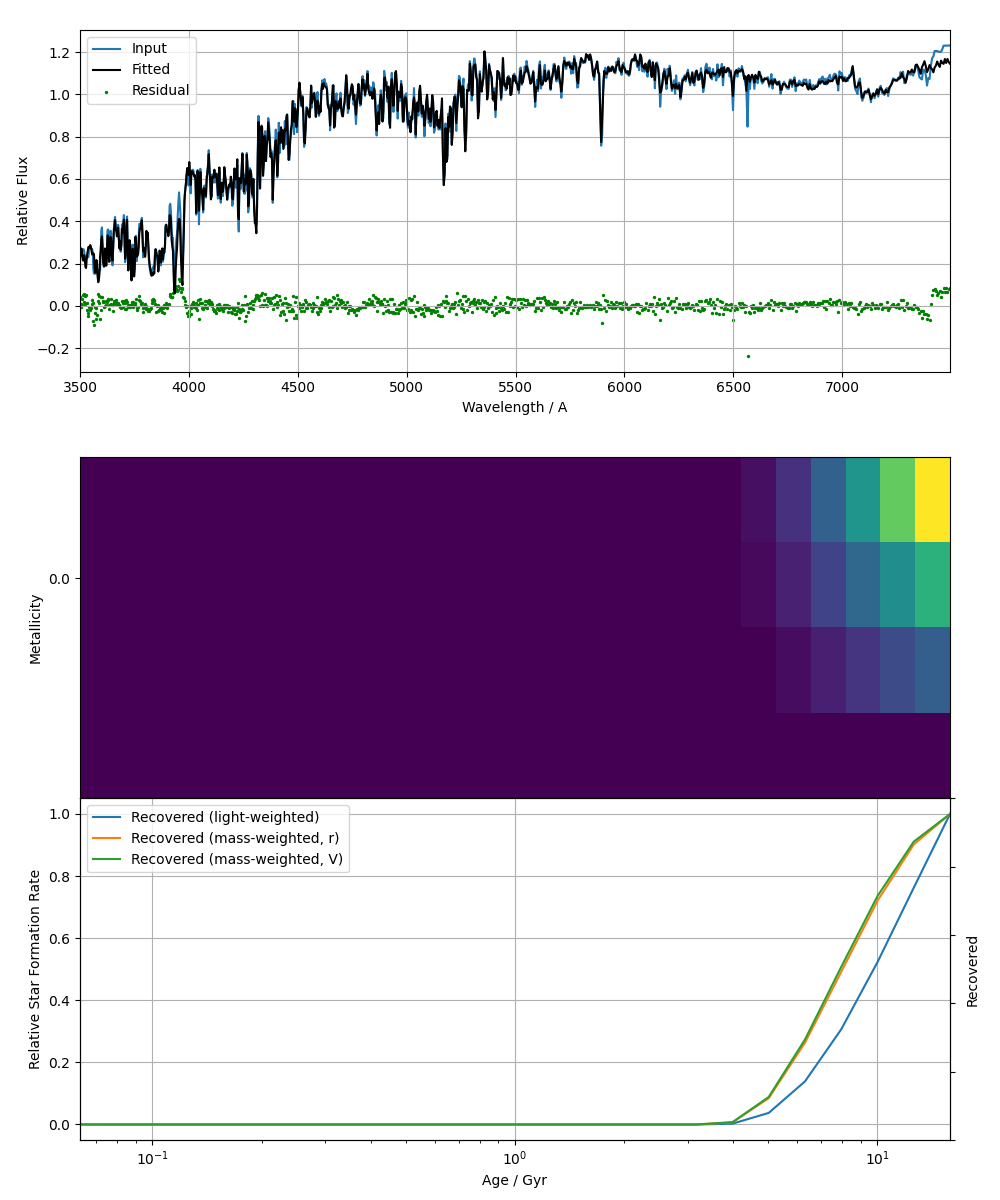 1.2
1.0
0.8
0.6
0.4
0.2
0.0
−0.2
Relative Flux
Input
Fitted
Residual
3500 4000 4500 5000 5500 6000 6500 7000
Wavelength / A
0.0
Metallicity
1.0
0.8
0.6
0.4
0.2
0.0
Relative Star Formation Rate
Recovered (light-weighted)
Recovered (mass-weighted, r)
Recovered (mass-weighted, V)
Recovered
10⁻¹ 10⁰ 10¹
Age / Gyr